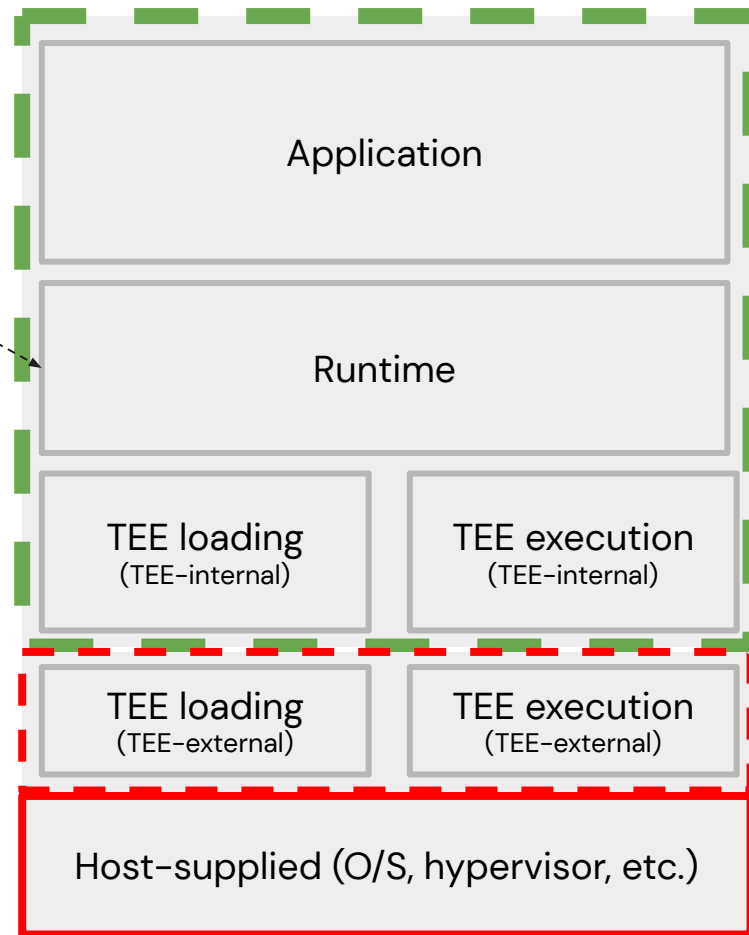 Application
Runtime
TEE loading
(TEE-internal)
TEE execution
(TEE-internal)
TEE loading
(TEE-external)
TEE execution
(TEE-external)
Host-supplied (O/S, hypervisor, etc.)